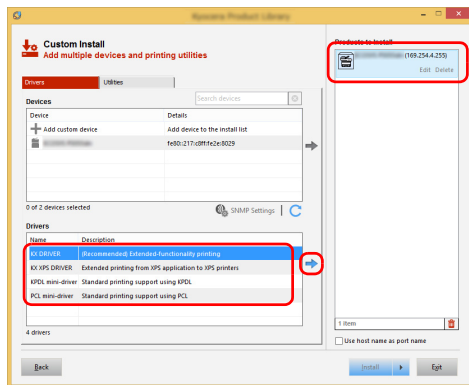 Kyocera Product Library
Custom Install
Add multiple devices and printing utilities
Products to Install
(169.254.4.255)
Edit Delete
Drivers Utilities
Devices
Search devices
Device Details
Add custom device Add device to the install list
fe80::217:c8ff:fe2e:8029
0 of 2 devices selected
SNMP Settings
Drivers
Name Description
KX DRIVER (Recommended) Extended-functionality printing
KX XPS DRIVER Extended printing from XPS application to XPS printers
KPDL mini-driver Standard printing support using KPDL
PCL mini-driver Standard printing support using PCL
4 drivers
1 item
Use host name as port name
Back
Install
Exit